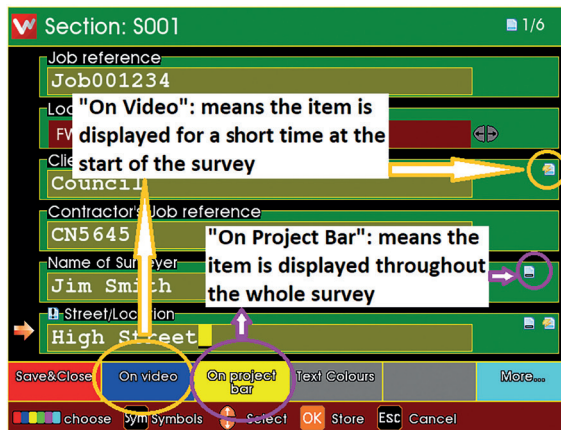 Section: S001
1/6
Job reference
Job001234
"On Video": means the item is
displayed for a short time at the
start of the survey
FW
Council
Contractor's Job reference
CN5645
"On Project Bar": means the
item is displayed throughout
the whole survey
Name of Surveyor
Jim Smith
Street/Location
High Street
Save&Close
On video
On project
bar
Text Colours
More...
choose
Sym Symbols
Select
OK Store
Esc Cancel